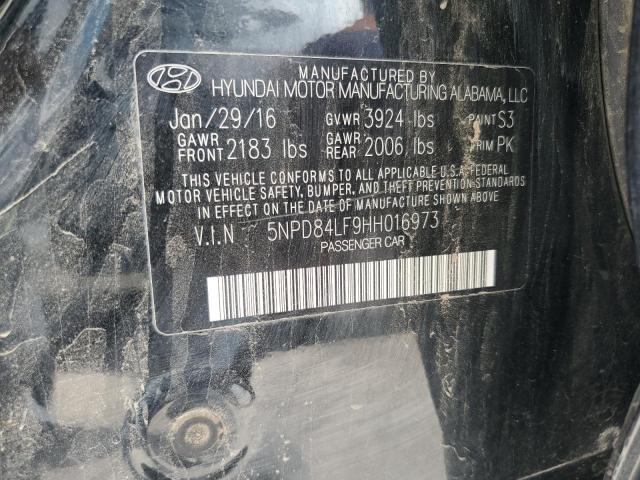 MANUFACTURED BY
HYUNDAI MOTOR MANUFACTURING ALABAMA, LLC
Jan/29/16 GVWR 3924 lbs PAINT S3
GAWR FRONT 2183 lbs GAWR REAR 2006 lbs TRIM PK
THIS VEHICLE CONFORMS TO ALL APPLICABLE U.S.A. FEDERAL
MOTOR VEHICLE SAFETY, BUMPER, AND THEFT PREVENTION STANDARDS
IN EFFECT ON THE DATE OF MANUFACTURE SHOWN ABOVE.
V.I.N 5NPD84LF9HH016973
PASSENGER CAR